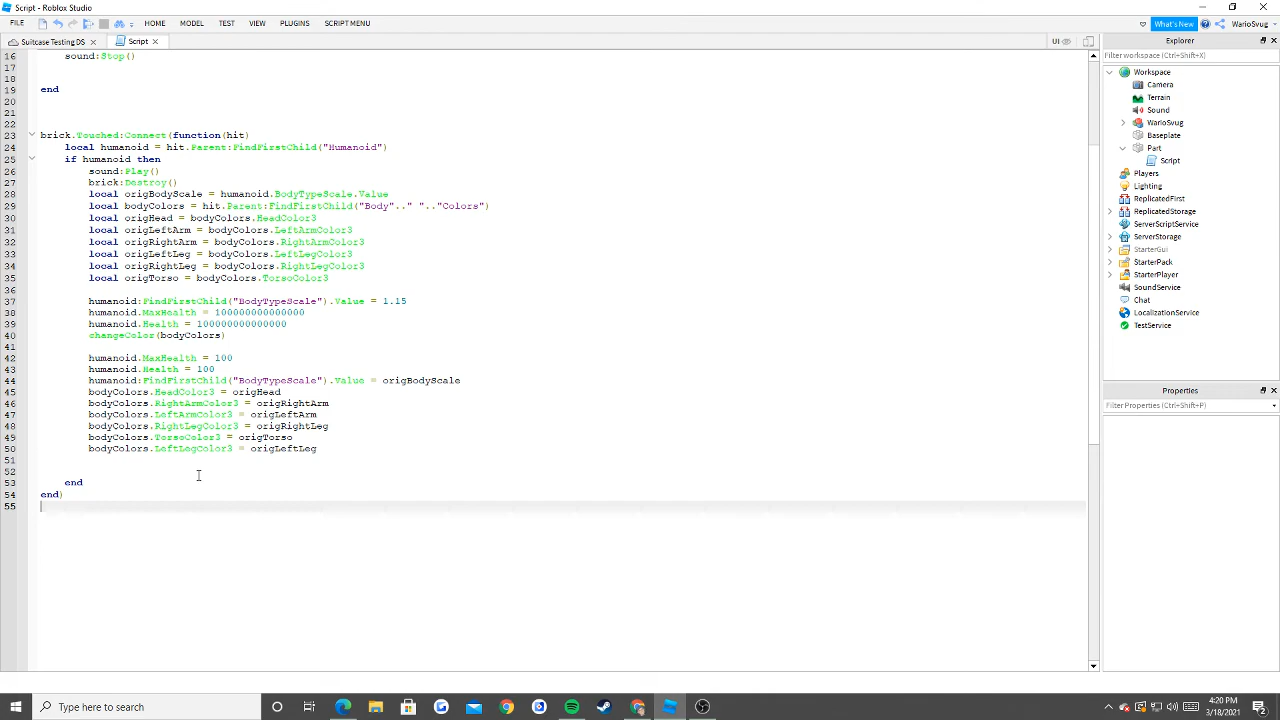 Script - Roblox Studio
FILE HOME MODEL TEST VIEW PLUGINS SCRIPT MENU What's New WarioSvug
Suitcase Testing.DS Script UI Explorer
Filter workspace (Ctrl+Shift+X)
16 sound:Stop()
17
18
19 end
20
21
22
23 brick.Touched:Connect(function(hit)
24 local humanoid = hit.Parent:FindFirstChild("Humanoid")
25 if humanoid then
26 sound:Play()
27 brick:Destroy()
28 local origBodyScale = humanoid.BodyTypeScale.Value
29 local bodyColors = hit.Parent:FindFirstChild("Body".." ".."Colors")
30 local origHead = bodyColors.HeadColor3
31 local origLeftArm = bodyColors.LeftArmColor3
32 local origRightArm = bodyColors.RightArmColor3
33 local origLeftLeg = bodyColors.LeftLegColor3
34 local origRightLeg = bodyColors.RightLegColor3
35 local origTorso = bodyColors.TorsoColor3
36
37 humanoid:FindFirstChild("BodyTypeScale").Value = 1.15
38 humanoid.MaxHealth = 100000000000000
39 humanoid.Health = 100000000000000
40 changeColor(bodyColors)
41
42 humanoid.MaxHealth = 100
43 humanoid.Health = 100
44 humanoid:FindFirstChild("BodyTypeScale").Value = origBodyScale
45 bodyColors.HeadColor3 = origHead
46 bodyColors.RightArmColor3 = origRightArm
47 bodyColors.LeftArmColor3 = origLeftArm
48 bodyColors.RightLegColor3 = origRightLeg
49 bodyColors.TorsoColor3 = origTorso
50 bodyColors.LeftLegColor3 = origLeftLeg
51
52
53 end
54 end)
55
Workspace
Camera
Terrain
Sound
WarioSvug
Baseplate
Part
Script
Players
Lighting
ReplicatedFirst
ReplicatedStorage
ServerScriptService
ServerStorage
StarterGui
StarterPack
StarterPlayer
SoundService
Chat
LocalizationService
TestService
Properties
Filter Properties (Ctrl+Shift+P)
Type here to search
4:20 PM
3/18/2021
2